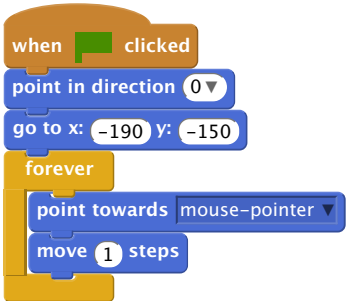 when clicked
point in direction 0▼
go to x: -190 y: -150
forever
point towards mouse-pointer ▼
move 1 steps